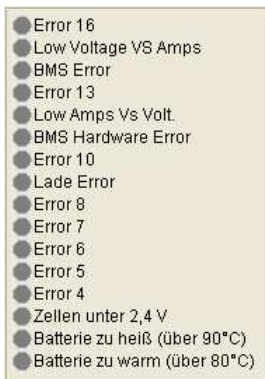 Error 16
Low Voltage VS Amps
BMS Error
Error 13
Low Amps Vs Volt.
BMS Hardware Error
Error 10
Lade Error
Error 8
Error 7
Error 6
Error 5
Error 4
Zellen unter 2,4 V
Batterie zu heiß (über 90°C)
Batterie zu warm (über 80°C)